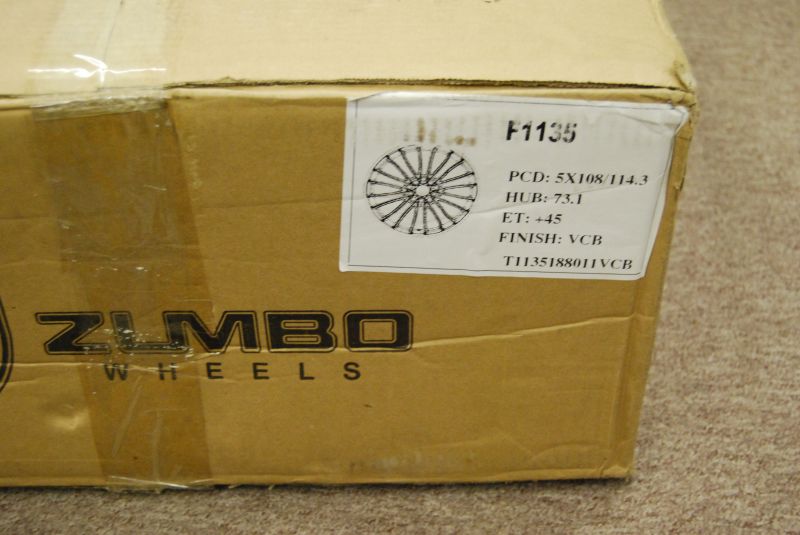 F1135
PCD: 5X108/114.3
HUB: 73.1
ET: +45
FINISH: VCB
T1135188011VCB
ZUMBO
WHEELS